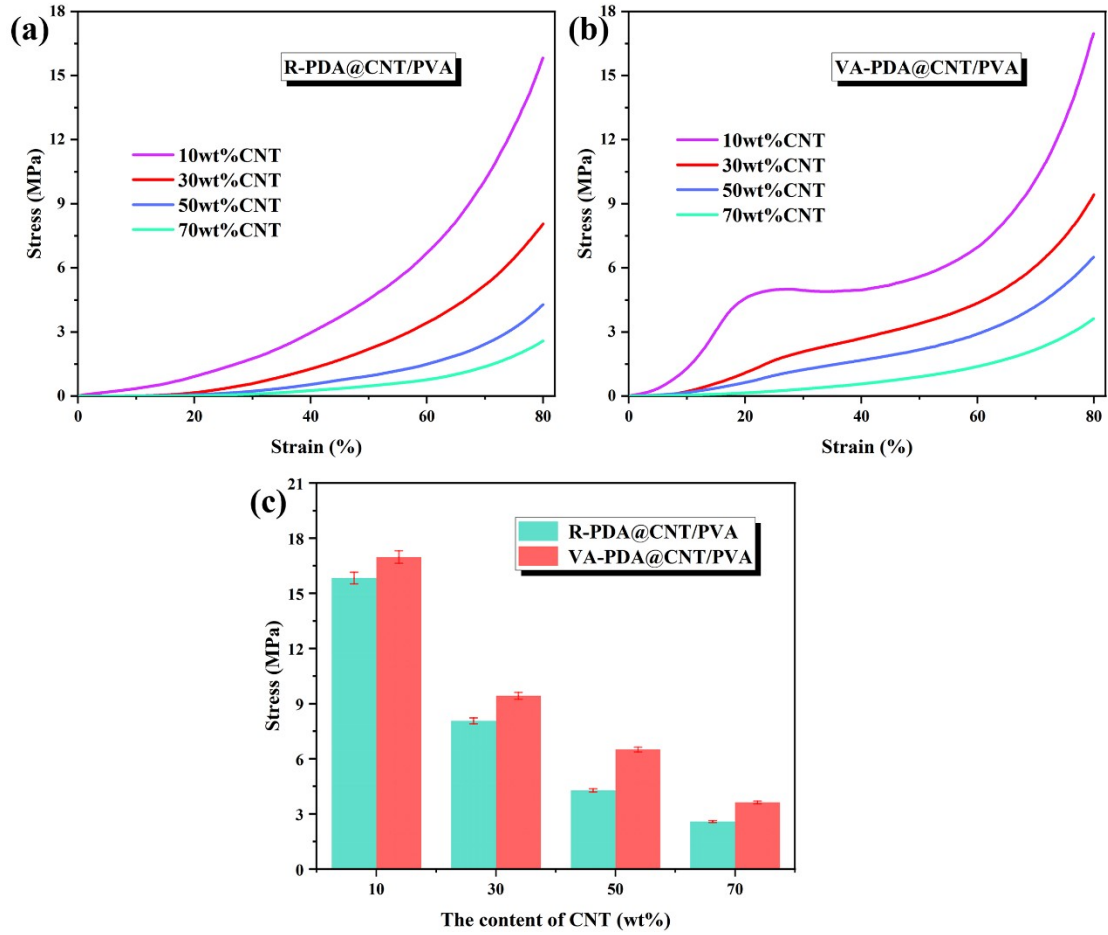 (a)
R-PDA@CNT/PVA
10wt%CNT
30wt%CNT
50wt%CNT
70wt%CNT
18
15
12
9
6
3
0
Stress (MPa)
0 20 40 60 80
Strain (%)
(b)
VA-PDA@CNT/PVA
10wt%CNT
30wt%CNT
50wt%CNT
70wt%CNT
18
15
12
9
6
3
0
Stress (MPa)
0 20 40 60 80
Strain (%)
(c)
R-PDA@CNT/PVA
VA-PDA@CNT/PVA
21
18
15
12
9
6
3
0
Stress (MPa)
10 30 50 70
The content of CNT (wt%)